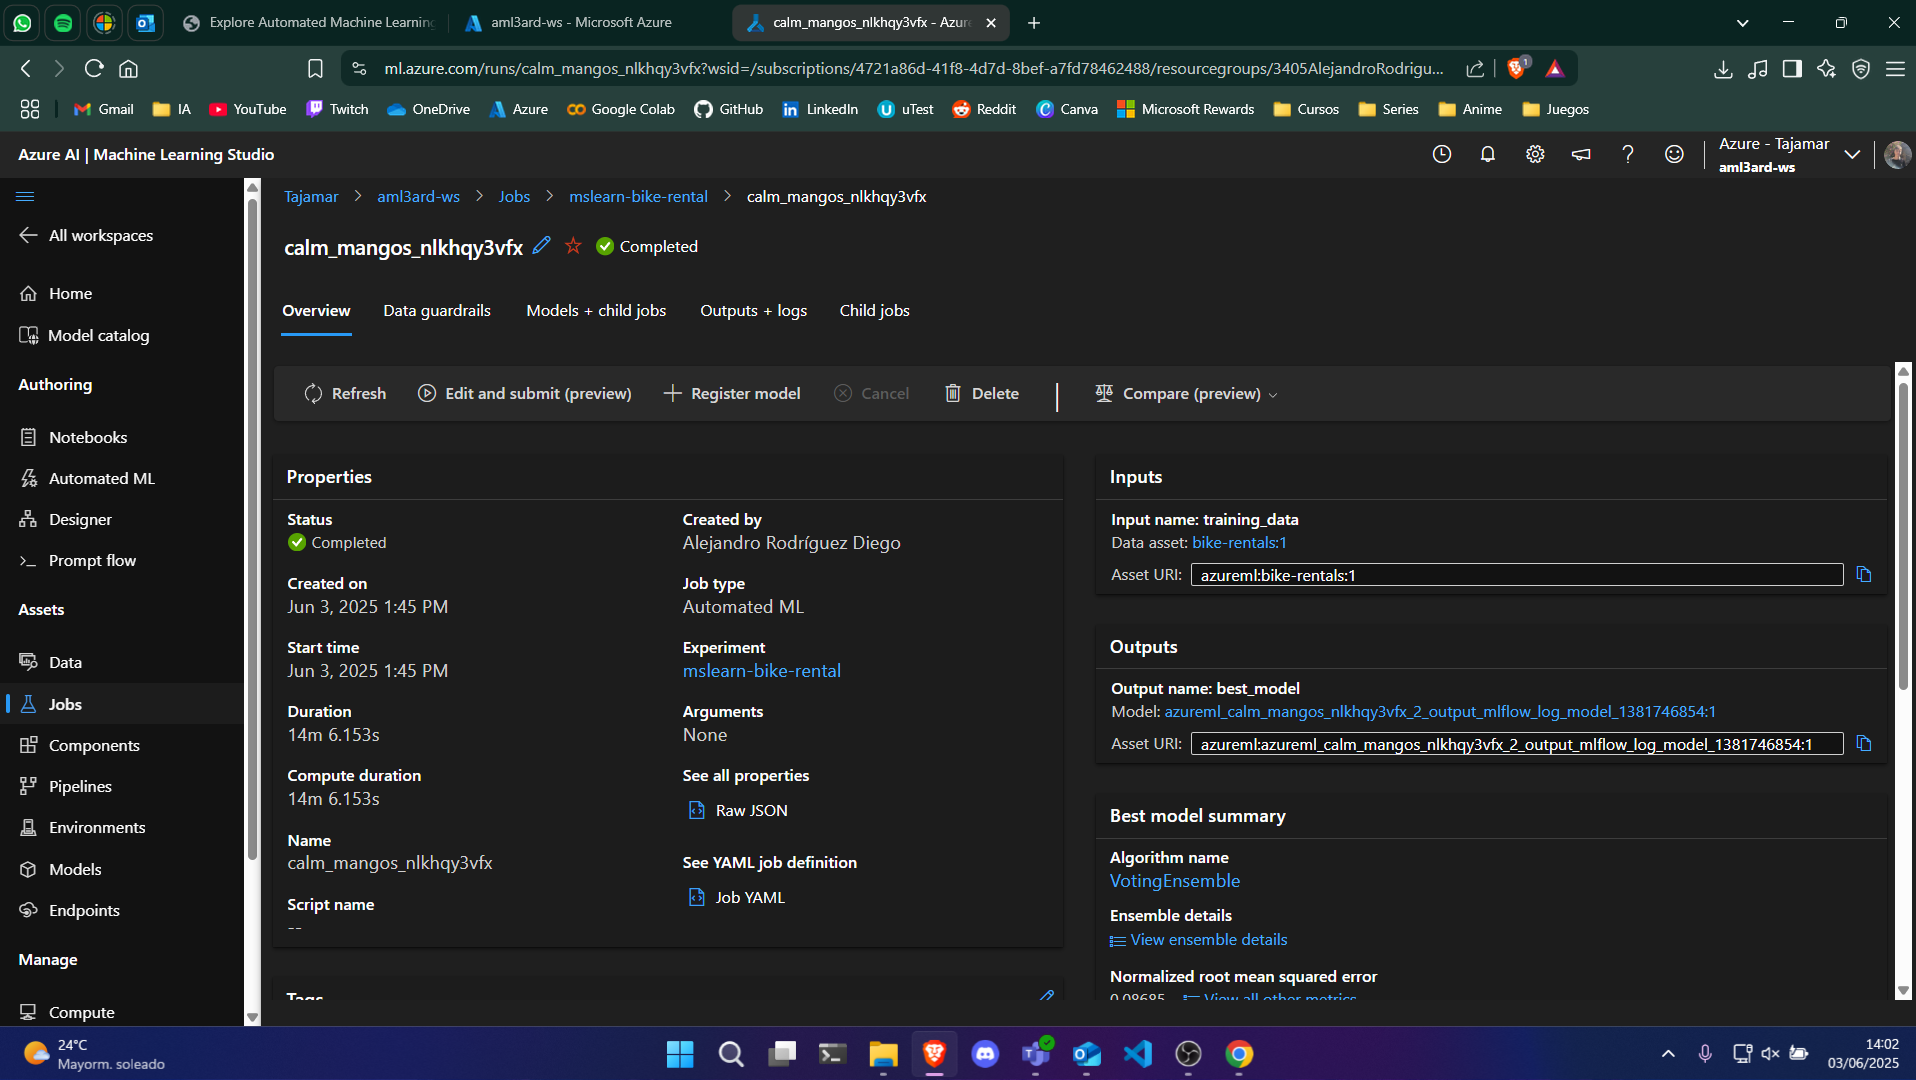 Explore Automated Machine Learning
aml3ard-ws - Microsoft Azure
calm_mangos_nlkhqy3vfx - Azure
ml.azure.com/runs/calm_mangos_nlkhqy3vfx?wsid=/subscriptions/4721a86d-41f8-4d7d-8bef-a7fd78462488/resourcegroups/3405AlejandroRodrigu...
1
Gmail
IA
YouTube
Twitch
OneDrive
Azure
Google Colab
GitHub
LinkedIn
uTest
Reddit
Canva
Microsoft Rewards
Cursos
Series
Anime
Juegos
Azure AI | Machine Learning Studio
Azure - Tajamar
aml3ard-ws
Tajamar > aml3ard-ws > Jobs > mslearn-bike-rental > calm_mangos_nlkhqy3vfx
All workspaces
Home
Model catalog
Authoring
Notebooks
Automated ML
Designer
Prompt flow
Assets
Data
Jobs
Components
Pipelines
Environments
Models
Endpoints
Manage
Compute
calm_mangos_nlkhqy3vfx
Completed
Overview
Data guardrails
Models + child jobs
Outputs + logs
Child jobs
Refresh
Edit and submit (preview)
Register model
Cancel
Delete
Compare (preview)
Properties
Status
Completed
Created on
Jun 3, 2025 1:45 PM
Start time
Jun 3, 2025 1:45 PM
Duration
14m 6.153s
Compute duration
14m 6.153s
Name
calm_mangos_nlkhqy3vfx
Script name
--
Created by
Alejandro Rodríguez Diego
Job type
Automated ML
Experiment
mslearn-bike-rental
Arguments
None
See all properties
Raw JSON
See YAML job definition
Job YAML
Tags
Inputs
Input name: training_data
Data asset: bike-rentals:1
Asset URI: azureml:bike-rentals:1
Outputs
Output name: best_model
Model: azureml_calm_mangos_nlkhqy3vfx_2_output_mlflow_log_model_1381746854:1
Asset URI: azureml:azureml_calm_mangos_nlkhqy3vfx_2_output_mlflow_log_model_1381746854:1
Best model summary
Algorithm name
VotingEnsemble
Ensemble details
View ensemble details
Normalized root mean squared error
0.08685 View all other metrics
24°C
Mayorm. soleado
14:02
03/06/2025